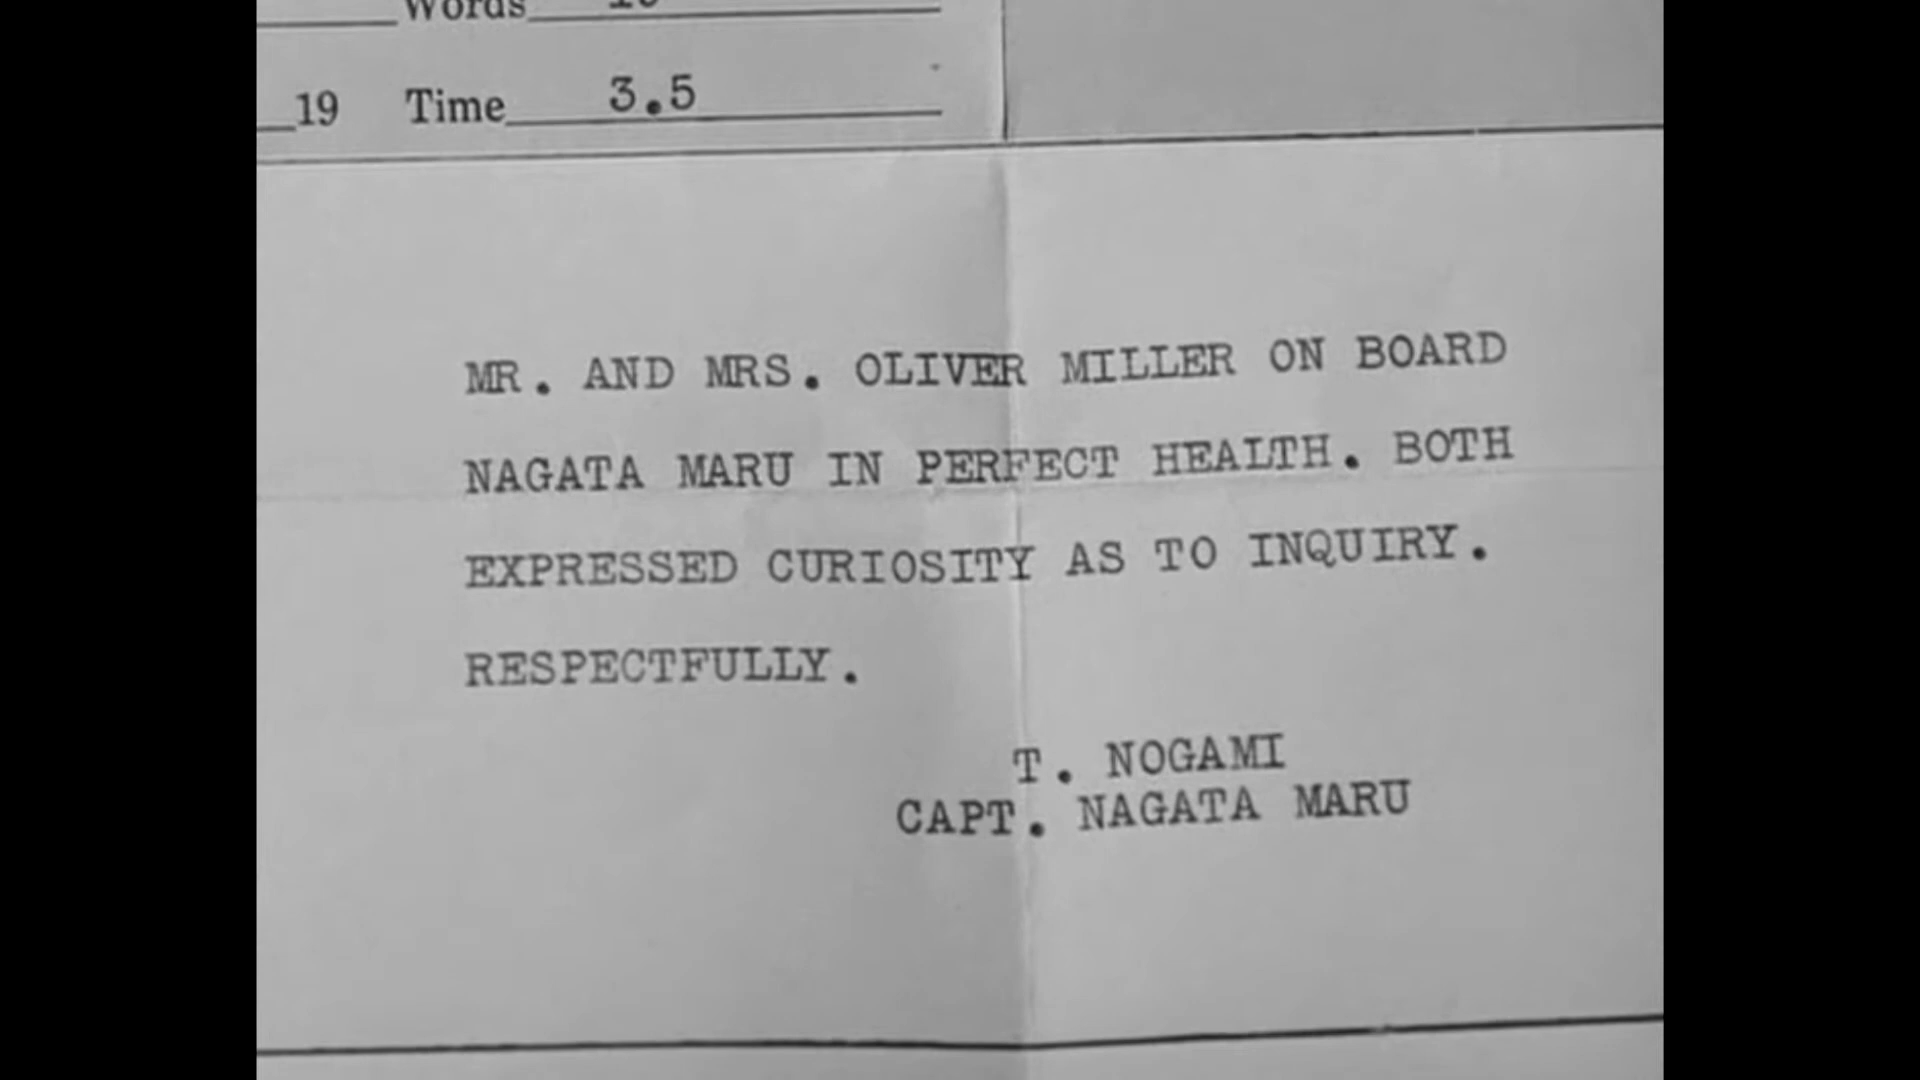 Words
19 Time 3.5
MR. AND MRS. OLIVER MILLER ON BOARD
NAGATA MARU IN PERFECT HEALTH. BOTH
EXPRESSED CURIOSITY AS TO INQUIRY.
RESPECTFULLY.
T. NOGAMI
CAPT. NAGATA MARU